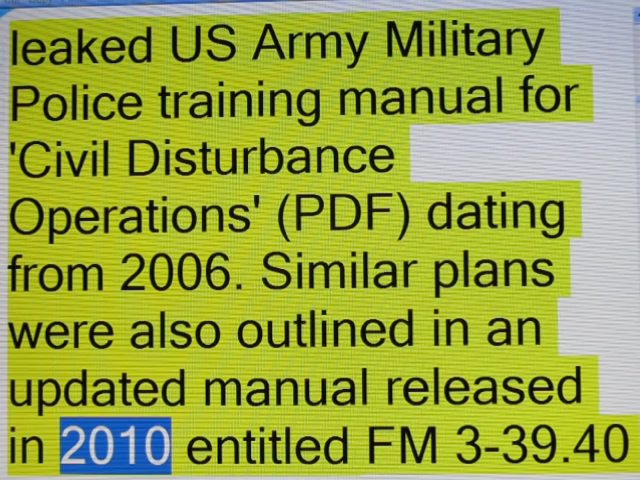 leaked US Army Military
Police training manual for
'Civil Disturbance
Operations' (PDF) dating
from 2006. Similar plans
were also outlined in an
updated manual released
in 2010 entitled FM 3-39.40